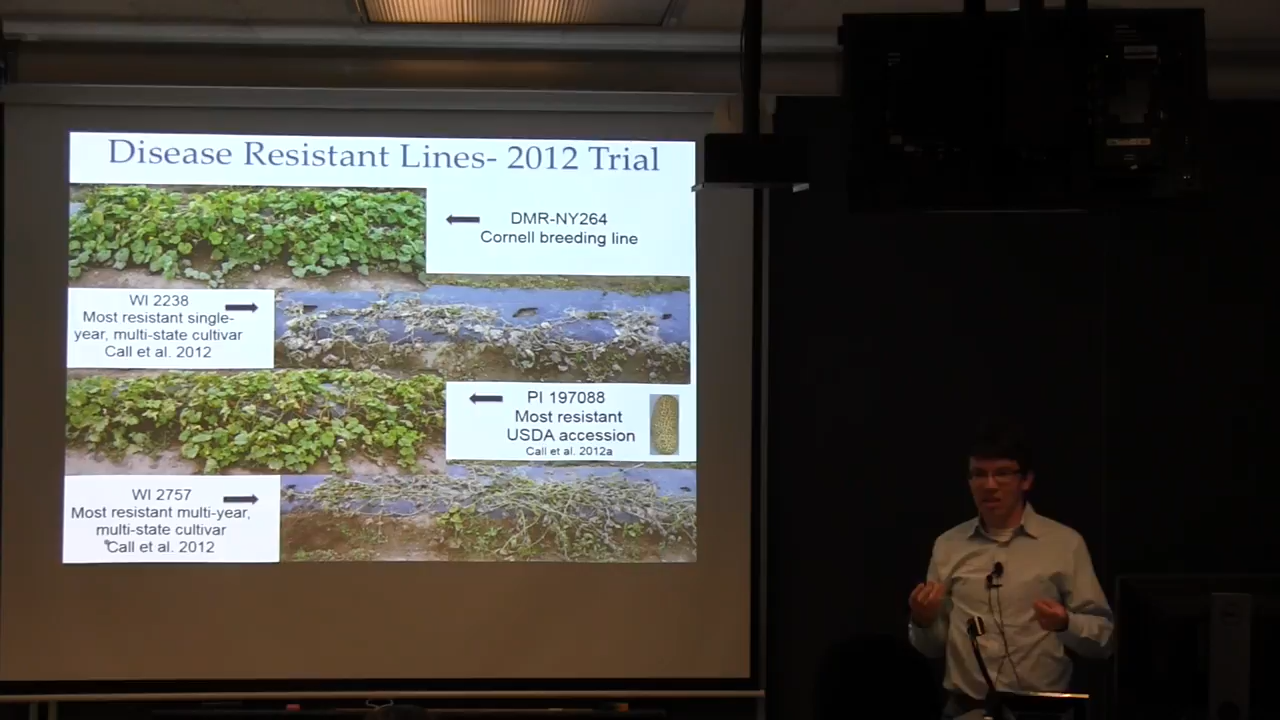 Disease Resistant Lines- 2012 Trial
DMR-NY264
Cornell breeding line
WI 2238
Most resistant single-
year, multi-state cultivar
Call et al. 2012
PI 197088
Most resistant
USDA accession
Call et al. 2012a
WI 2757
Most resistant multi-year,
multi-state cultivar
Call et al. 2012